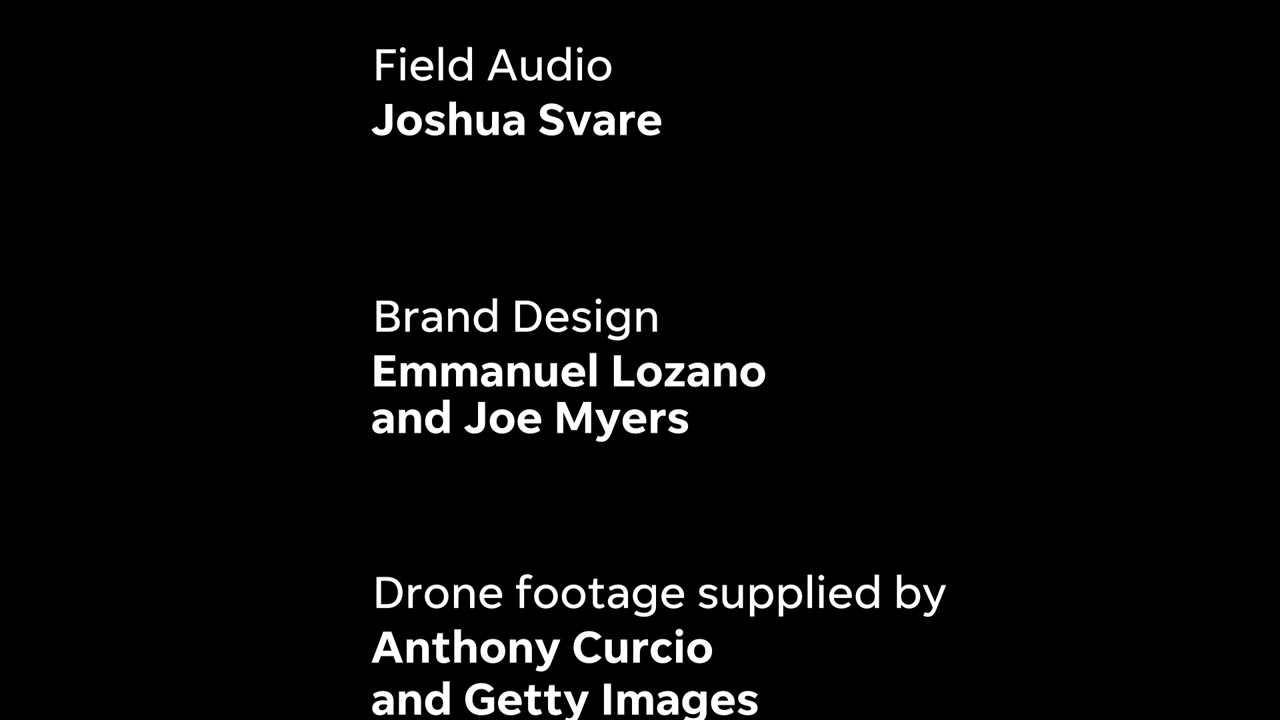 Field Audio
Joshua Svare
Brand Design
Emmanuel Lozano
and Joe Myers
Drone footage supplied by
Anthony Curcio
and Getty Images